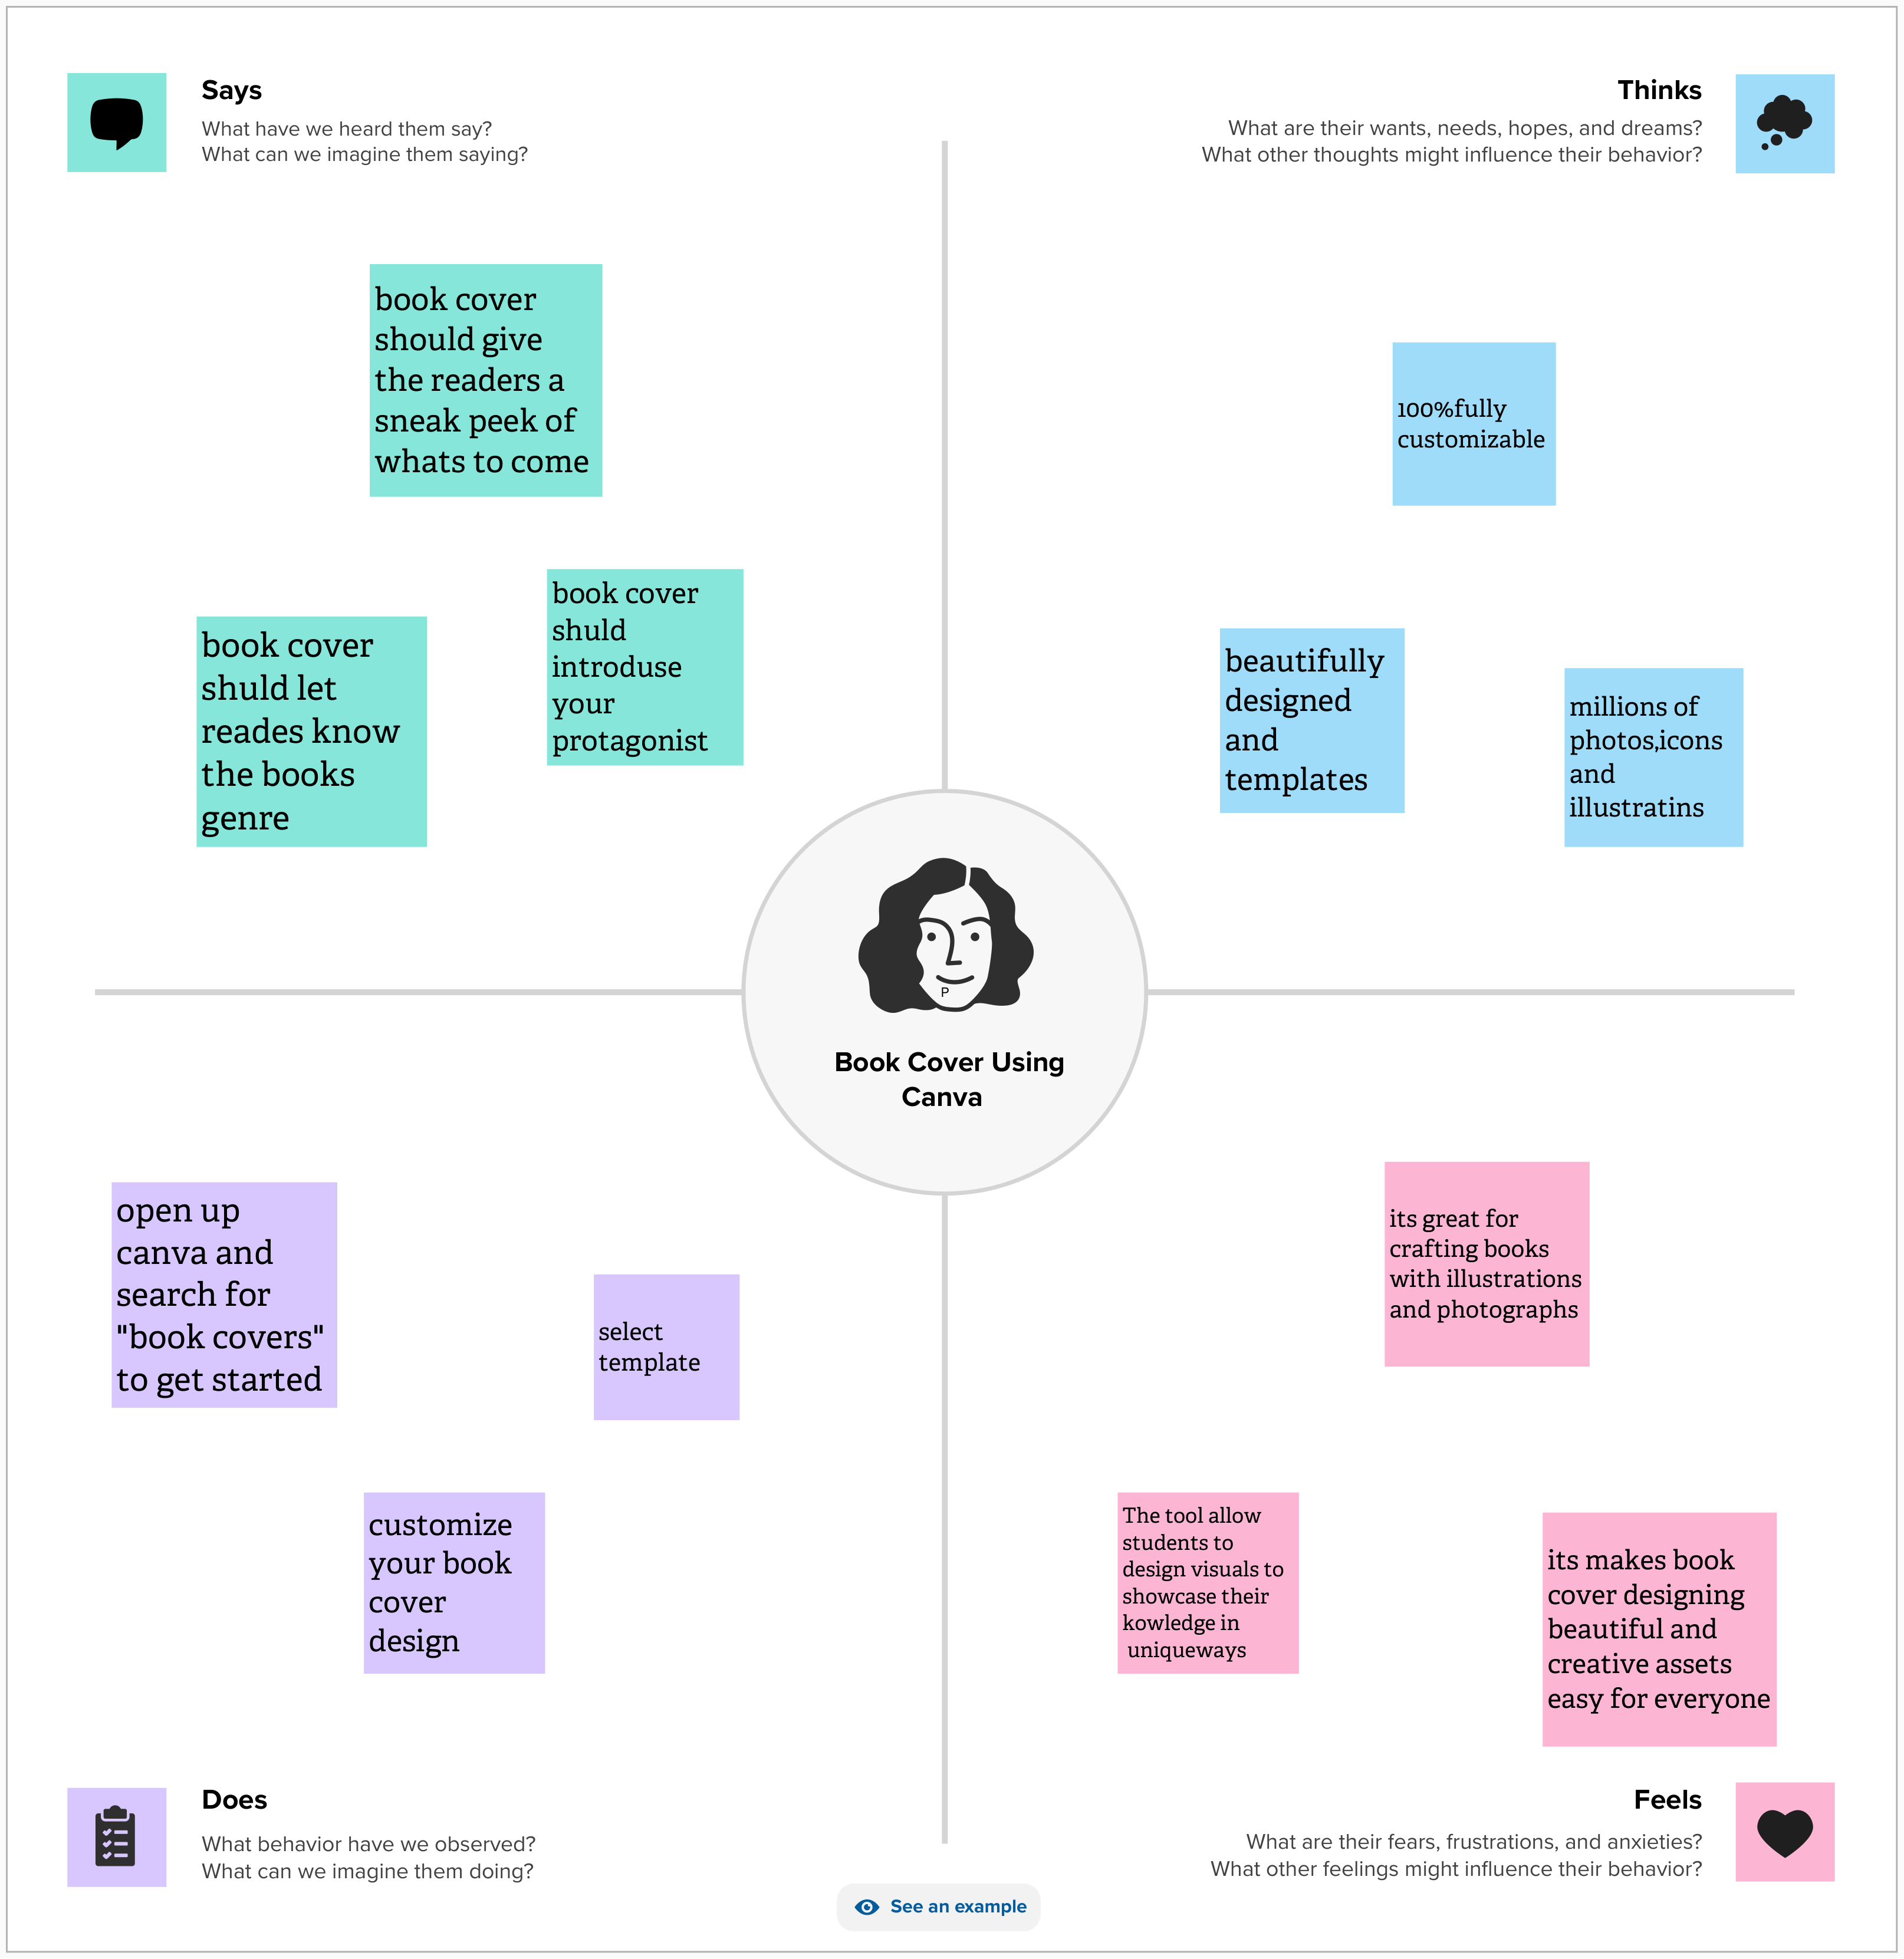 Says
What have we heard them say?
What can we imagine them saying?
Thinks
What are their wants, needs, hopes, and dreams?
What other thoughts might influence their behavior?
book cover
should give
the readers a
sneak peek of
whats to come
book cover
shuld let
reades know
the books
genre
book cover
shuld
introduse
your
protagonist
100%fully
customizable
beautifully
designed
and
templates
millions of
photos,icons
and
illustratins
P
Book Cover Using
Canva
open up
canva and
search for
"book covers"
to get started
select
template
customize
your book
cover
design
its great for
crafting books
with illustrations
and photographs
The tool allow
students to
design visuals to
showcase their
kowledge in
uniqueways
its makes book
cover designing
beautiful and
creative assets
easy for everyone
Does
What behavior have we observed?
What can we imagine them doing?
Feels
What are their fears, frustrations, and anxieties?
What other feelings might influence their behavior?
See an example